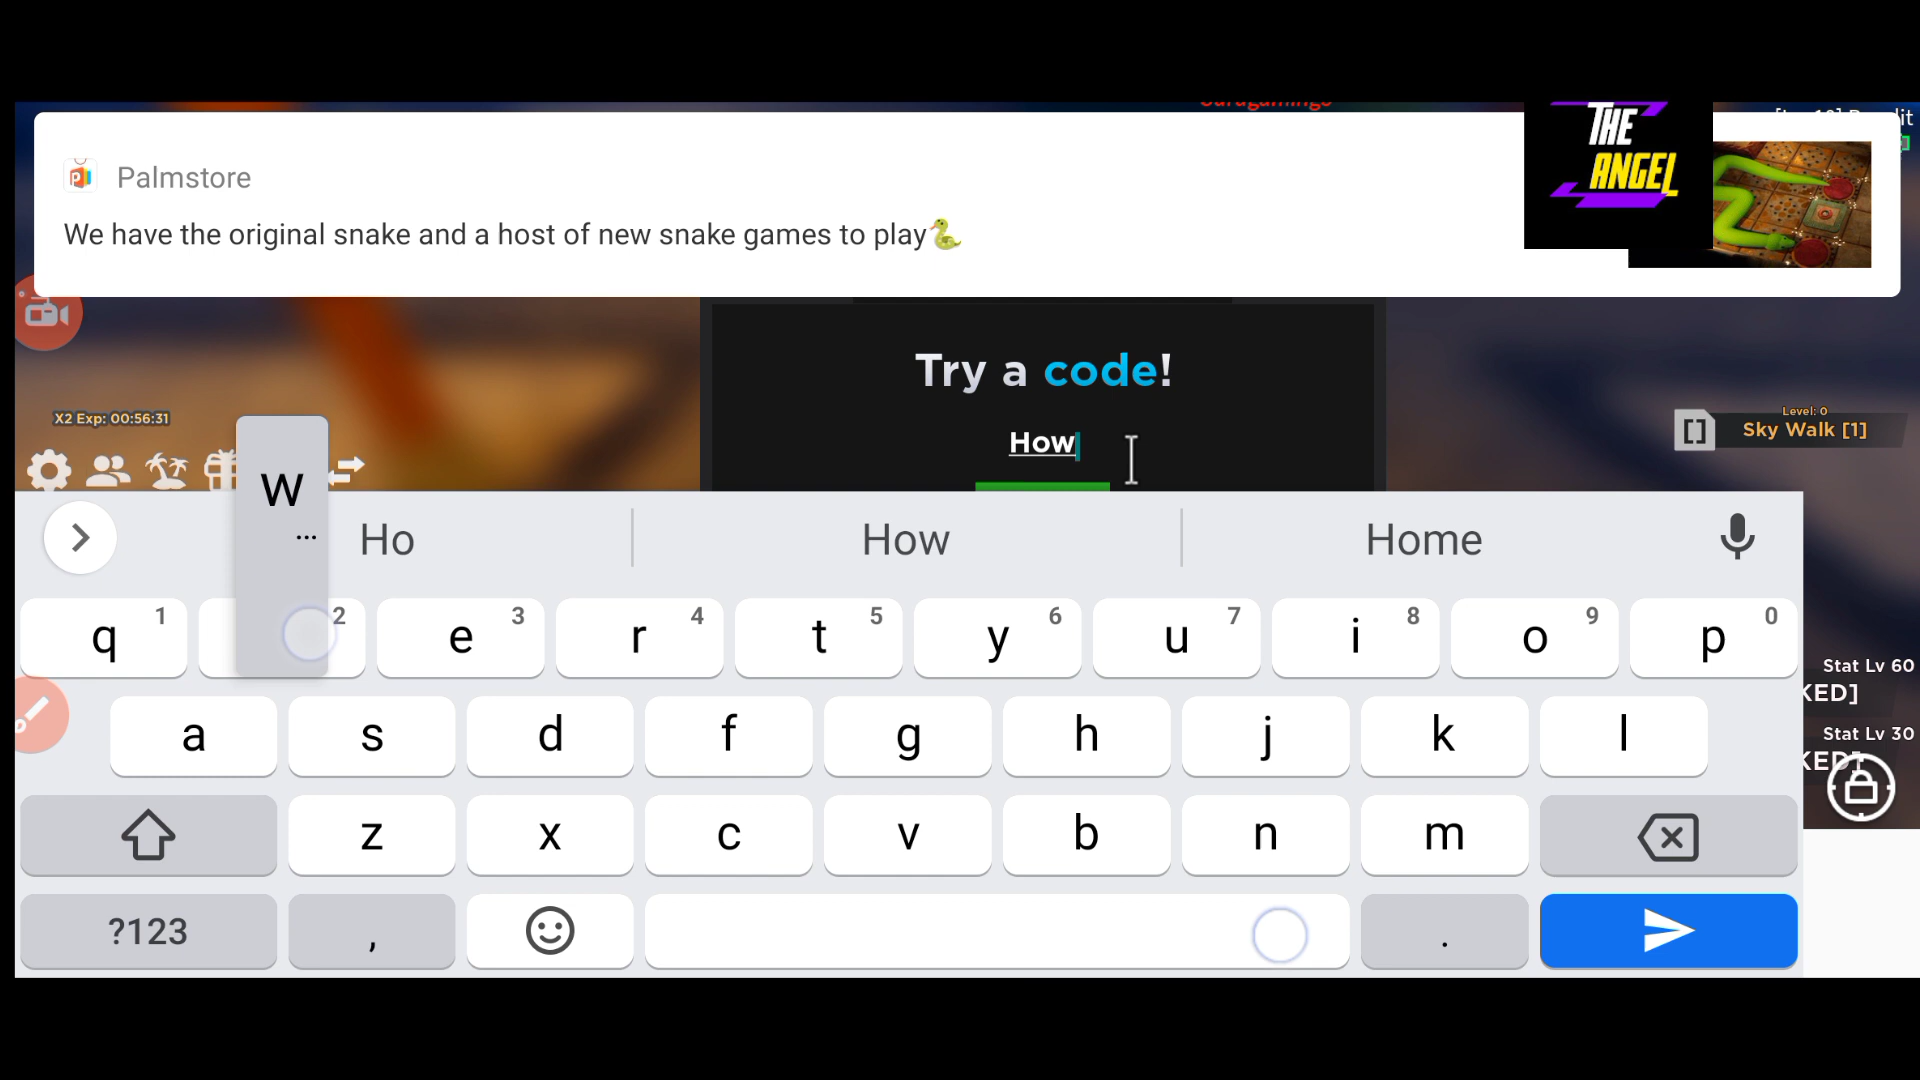 THE
ANGEL
Palmstore
We have the original snake and a host of new snake games to play🐍
Try a code!
How
X2 Exp: 00:56:31
Level: 0
Sky Walk [1]
w
...
Ho
How
Home
q 1
2
e 3
r 4
t 5
y 6
u 7
i 8
o 9
p 0
Stat Lv 60
KED]
a
s
d
f
g
h
j
k
l
Stat Lv 30
KED]
z
x
c
v
b
n
m
?123
,
.